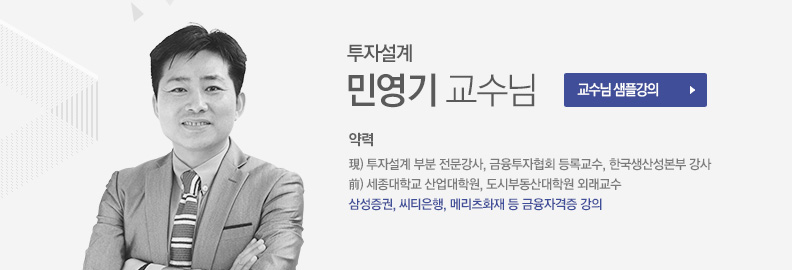 투자설계
민영기 교수님
교수님 샘플강의
약력
現) 투자설계 부분 전문강사, 금융투자협회 등록교수, 한국생산성본부 강사
前) 세종대학교 산업대학원, 도시부동산대학원 외래교수
삼성증권, 씨티은행, 메리츠화재 등 금융자격증 강의